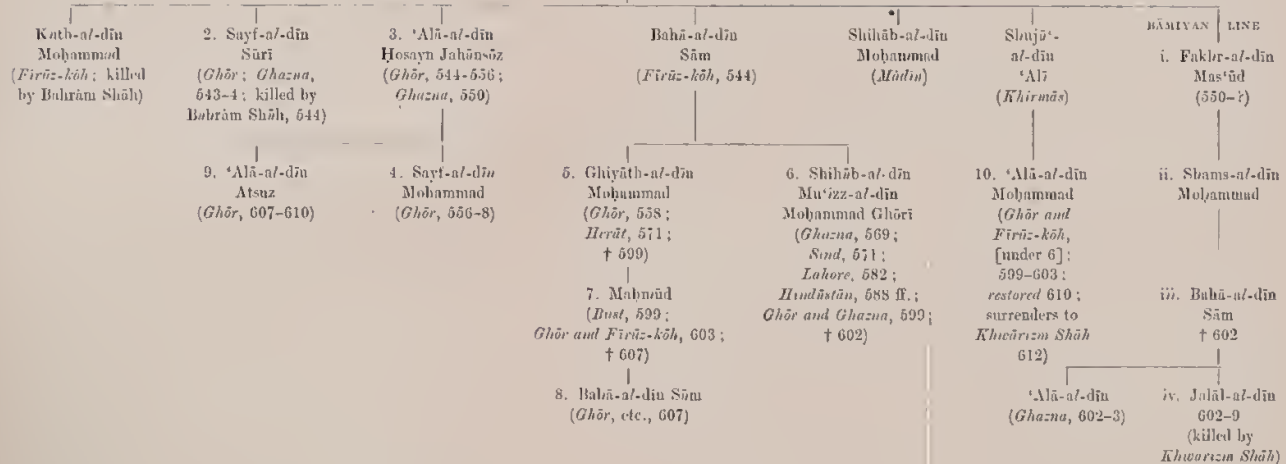 BĀMIYAN LINE
Kutb-al-dīn
Moḥammad
(Fīrūz-kōh; killed
by Bahrām Shāh)
2. Sayf-al-dīn
Sūrī
(Ghōr; Ghazna,
543–4; killed by
Bahrām Shāh, 544)
3. ‘Alā-al-dīn
Ḥosayn Jahānsōz
(Ghōr, 544–556;
Ghazna, 550)
Bahā-al-dīn
Sām
(Fīrūz-kōh, 544)
Shihāb-al-dīn
Moḥammad
(Mādīn)
Shujā‘-
al-dīn
‘Alī
(Khirmās)
i. Fakhr-al-dīn
Mas‘ūd
(550–?)
9. ‘Alā-al-dīn
Atsuz
(Ghōr, 607–610)
4. Sayf-al-dīn
Moḥammad
(Ghōr, 556–8)
5. Ghiyāth-al-dīn
Moḥammad
(Ghōr, 558;
Herāt, 571;
† 599)
6. Shihāb-al-dīn
Mu‘izz-al-dīn
Moḥammad Ghōrī
(Ghazna, 569;
Sind, 571;
Lahore, 582;
Hindūstān, 588 ff.;
Ghōr and Ghazna, 599;
† 602)
10. ‘Alā-al-dīn
Moḥammad
(Ghōr and
Fīrūz-kōh,
[under 6];
599–603;
restored 610;
surrenders to
Khwārizm Shāh
612)
ii. Shams-al-dīn
Moḥammad
7. Maḥmūd
(Bust, 599;
Ghōr and Fīrūz-kōh, 603;
† 607)
iii. Bahā-al-dīn
Sām
† 602
8. Bahā-al-dīn Sām
(Ghōr, etc., 607)
‘Alā-al-dīn
(Ghazna, 602–3)
iv. Jalāl-al-dīn
602–9
(killed by
Khwarizm Shāh)